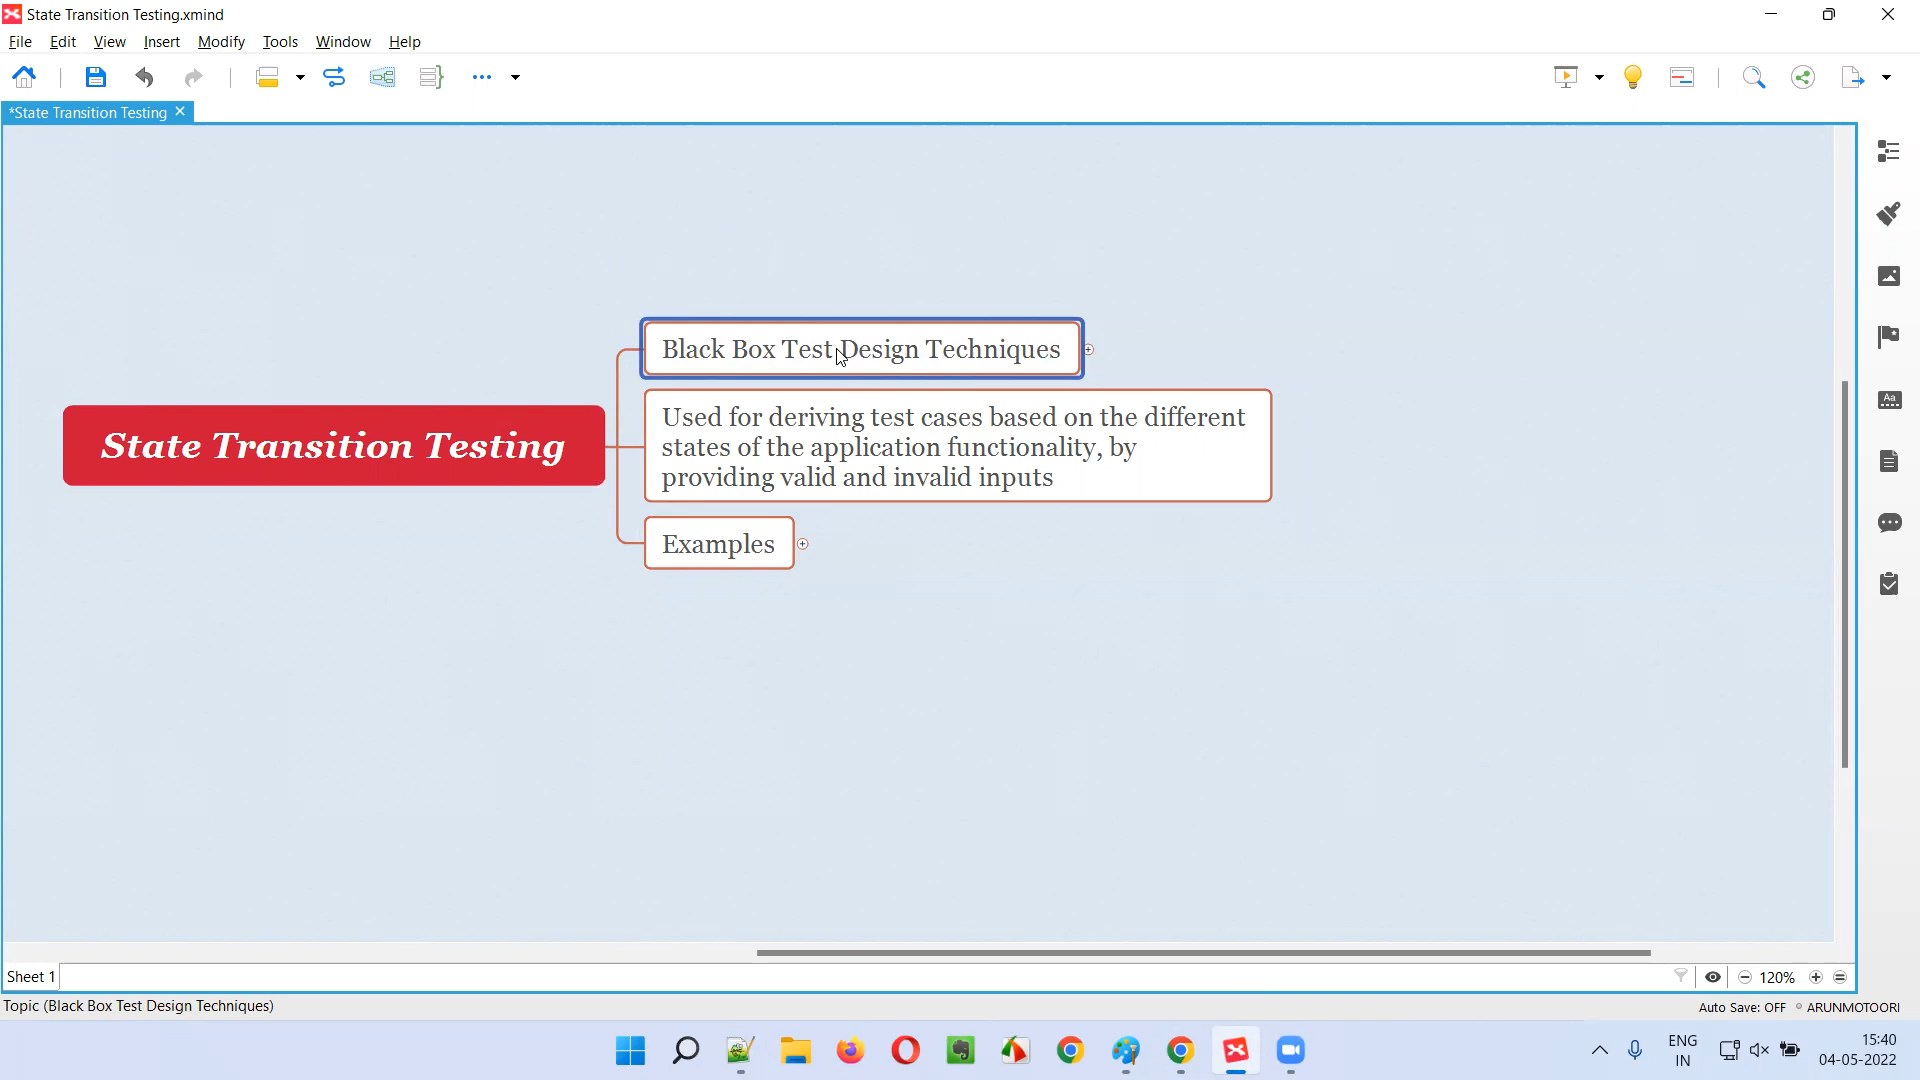 State Transition Testing.xmind
File Edit View Insert Modify Tools Window Help
*State Transition Testing
Black Box Test Design Techniques
State Transition Testing
Used for deriving test cases based on the different
states of the application functionality, by
providing valid and invalid inputs
Examples
Aa
Sheet 1
120%
Topic (Black Box Test Design Techniques)
Auto Save: OFF ARUNMOTOORI
ENG
IN
15:40
04-05-2022